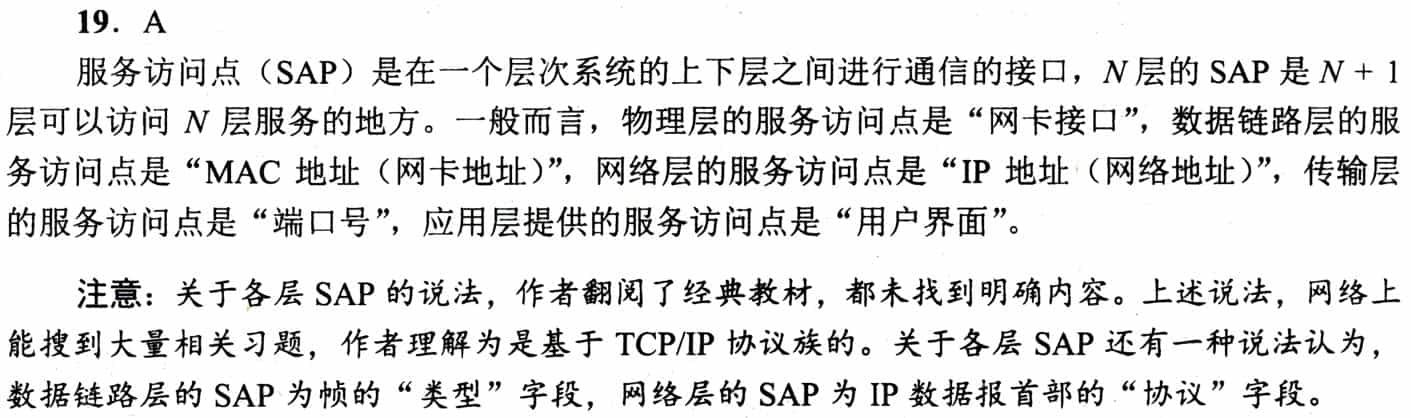 19. A
服务访问点（SAP）是在一个层次系统的上下层之间进行通信的接口，N 层的 SAP 是 N + 1
层可以访问 N 层服务的地方。一般而言，物理层的服务访问点是“网卡接口”，数据链路层的服
务访问点是“MAC 地址（网卡地址）”，网络层的服务访问点是“IP 地址（网络地址）”，传输层
的服务访问点是“端口号”，应用层提供的服务访问点是“用户界面”。
注意：关于各层 SAP 的说法，作者翻阅了经典教材，都未找到明确内容。上述说法，网络上
能搜到大量相关习题，作者理解为是基于 TCP/IP 协议族的。关于各层 SAP 还有一种说法认为，
数据链路层的 SAP 为帧的“类型”字段，网络层的 SAP 为 IP 数据报首部的“协议”字段。